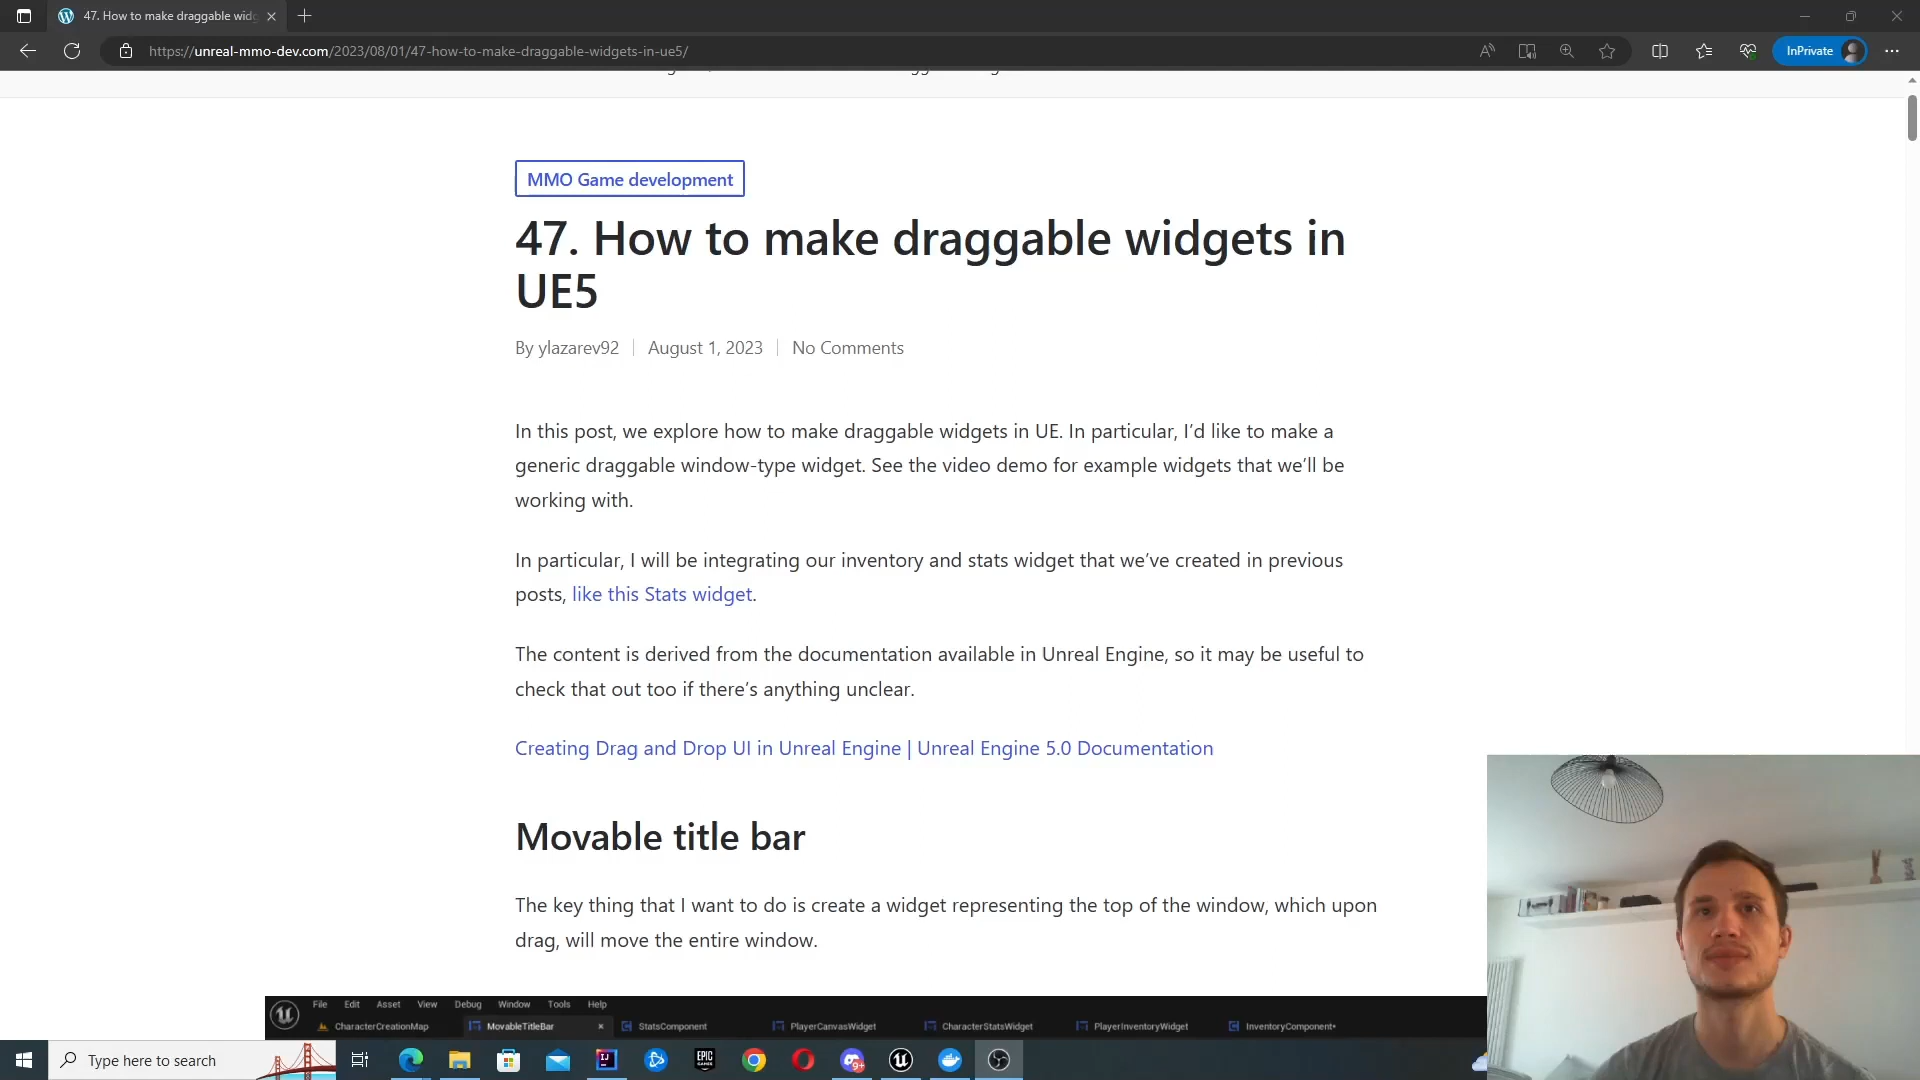 47. How to make draggable widg
https://unreal-mmo-dev.com/2023/08/01/47-how-to-make-draggable-widgets-in-ue5/
InPrivate
MMO Game development
47. How to make draggable widgets in
UE5
By ylazarev92
August 1, 2023
No Comments
In this post, we explore how to make draggable widgets in UE. In particular, I’d like to make a
generic draggable window-type widget. See the video demo for example widgets that we’ll be
working with.
In particular, I will be integrating our inventory and stats widget that we’ve created in previous
posts, like this Stats widget.
The content is derived from the documentation available in Unreal Engine, so it may be useful to
check that out too if there’s anything unclear.
Creating Drag and Drop UI in Unreal Engine | Unreal Engine 5.0 Documentation
Movable title bar
The key thing that I want to do is create a widget representing the top of the window, which upon
drag, will move the entire window.
File Edit Asset View Debug Window Tools Help
CharacterCreationMap
MovableTitleBar
StatsComponent
PlayerCanvasWidget
CharacterStatsWidget
PlayerInventoryWidget
InventoryComponent•
Type here to search
IJ
EPIC
GAMES
9+